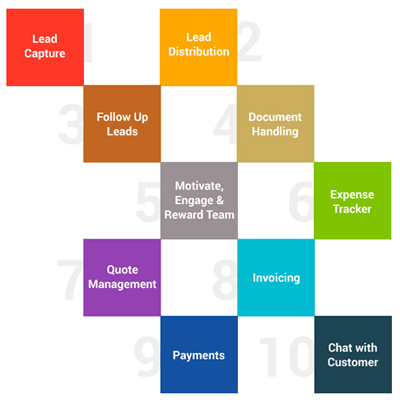 1
Lead
Capture
2
Lead
Distribution
3
Follow Up
Leads
4
Document
Handling
5
Motivate,
Engage &
Reward Team
6
Expense
Tracker
7
Quote
Management
8
Invoicing
9
Payments
10
Chat with
Customer